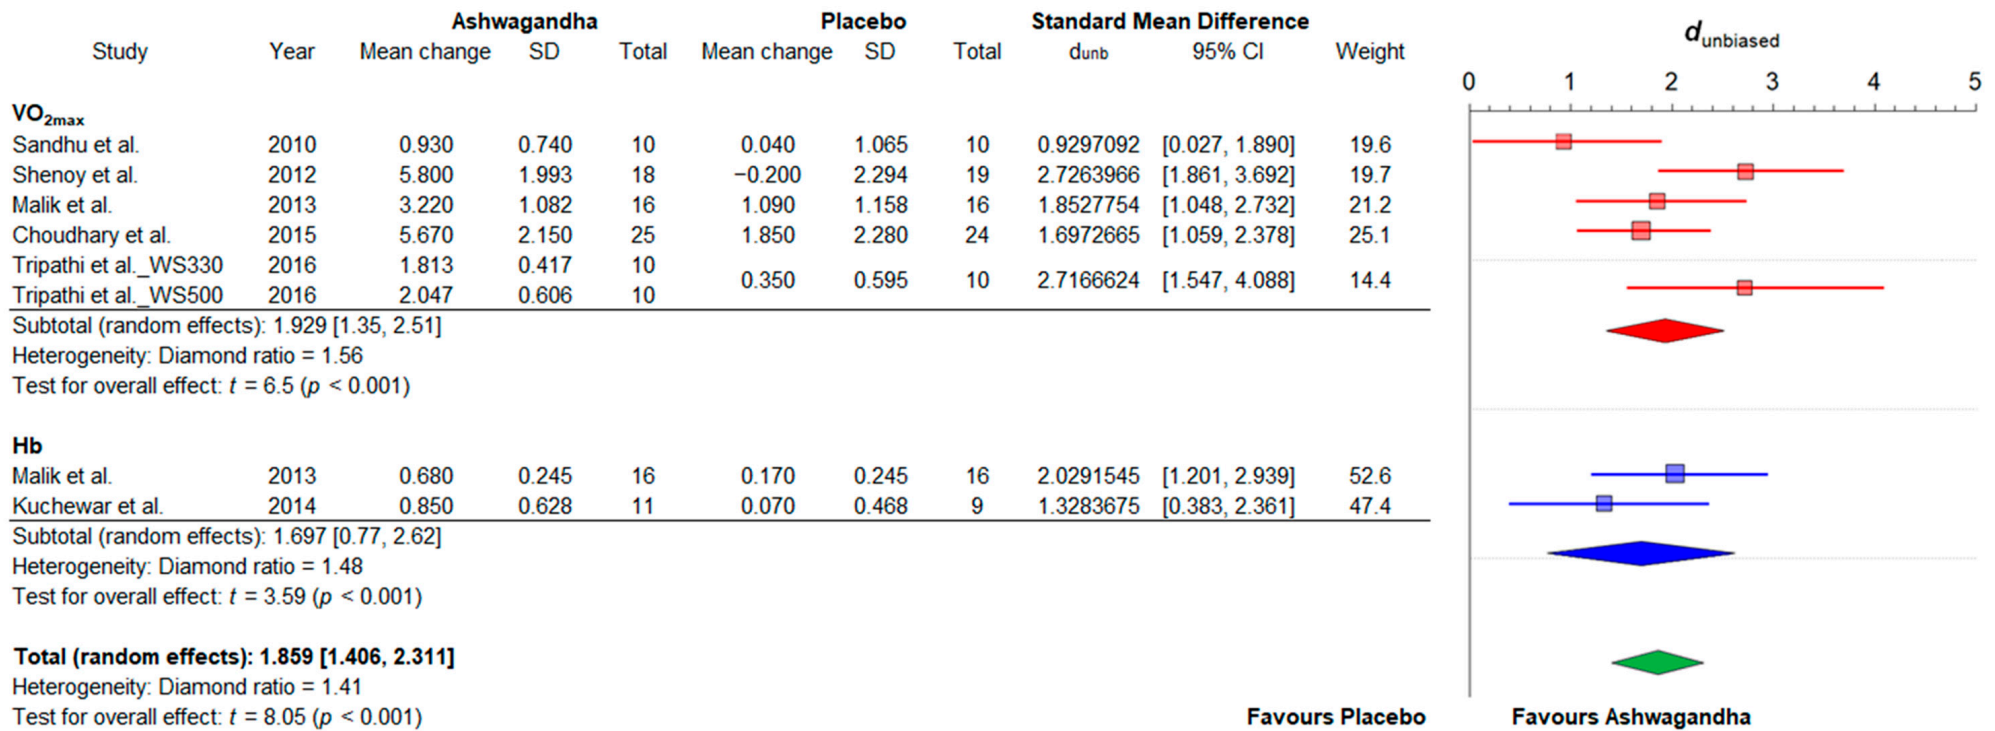 Ashwagandha Placebo Standard Mean Difference
Study Year Mean change SD Total Mean change SD Total dunb 95% CI Weight
dunbiased
0 1 2 3 4 5
VO2max
Sandhu et al. 2010 0.930 0.740 10 0.040 1.065 10 0.9297092 [0.027, 1.890] 19.6
Shenoy et al. 2012 5.800 1.993 18 −0.200 2.294 19 2.7263966 [1.861, 3.692] 19.7
Malik et al. 2013 3.220 1.082 16 1.090 1.158 16 1.8527754 [1.048, 2.732] 21.2
Choudhary et al. 2015 5.670 2.150 25 1.850 2.280 24 1.6972665 [1.059, 2.378] 25.1
Tripathi et al._WS330 2016 1.813 0.417 10
0.350 0.595 10 2.7166624 [1.547, 4.088] 14.4
Tripathi et al._WS500 2016 2.047 0.606 10
Subtotal (random effects): 1.929 [1.35, 2.51]
Heterogeneity: Diamond ratio = 1.56
Test for overall effect: t = 6.5 (p < 0.001)
Hb
Malik et al. 2013 0.680 0.245 16 0.170 0.245 16 2.0291545 [1.201, 2.939] 52.6
Kuchewar et al. 2014 0.850 0.628 11 0.070 0.468 9 1.3283675 [0.383, 2.361] 47.4
Subtotal (random effects): 1.697 [0.77, 2.62]
Heterogeneity: Diamond ratio = 1.48
Test for overall effect: t = 3.59 (p < 0.001)
Total (random effects): 1.859 [1.406, 2.311]
Heterogeneity: Diamond ratio = 1.41
Test for overall effect: t = 8.05 (p < 0.001)
Favours Placebo Favours Ashwagandha